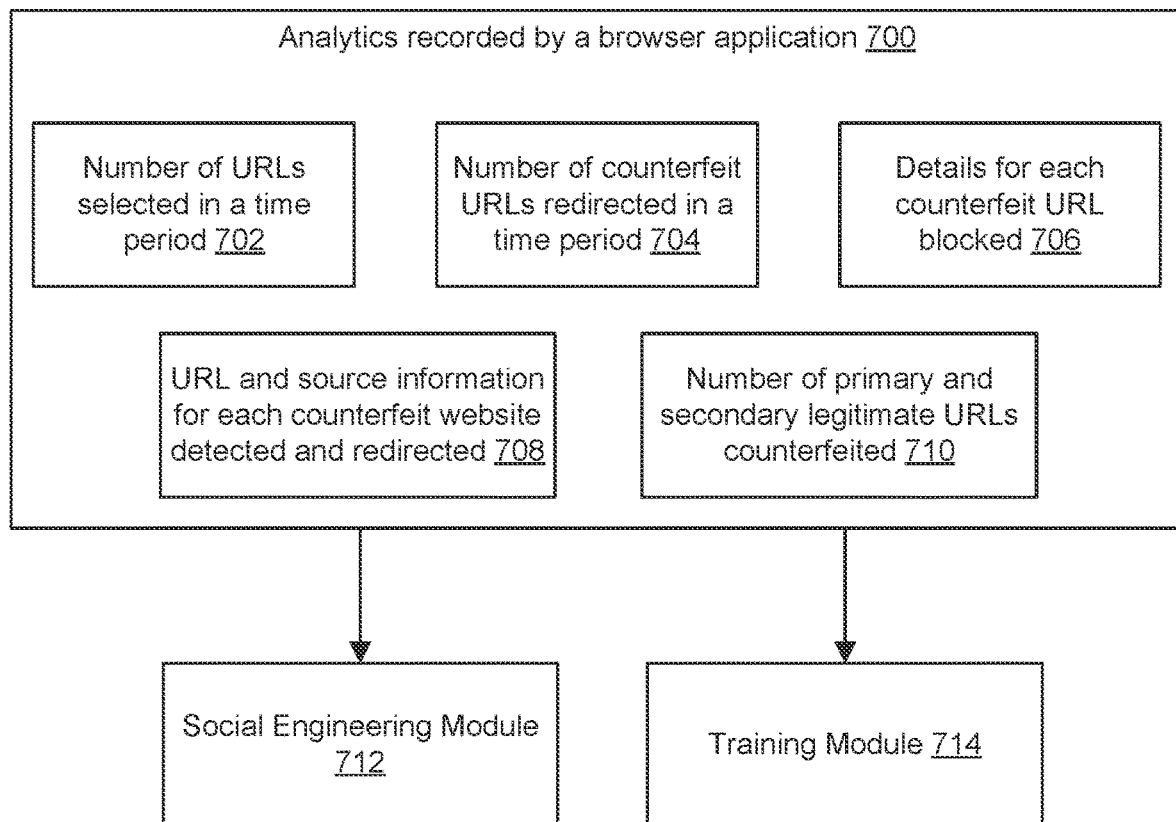 Analytics recorded by a browser application 700
Number of URLs
selected in a time
period 702
Number of counterfeit
URLs redirected in a
time period 704
Details for each
counterfeit URL
blocked 706
URL and source information
for each counterfeit website
detected and redirected 708
Number of primary and
secondary legitimate URLs
counterfeited 710
Social Engineering Module
712
Training Module 714